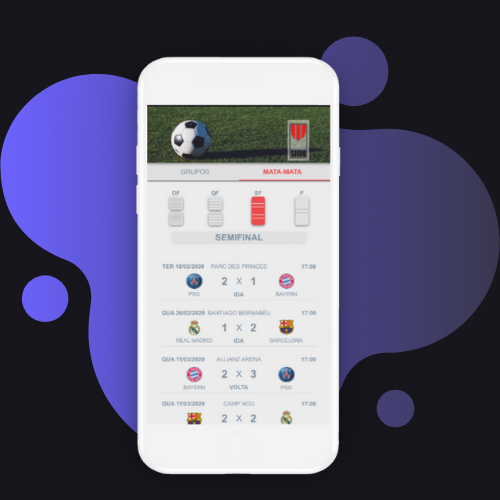 GRUPOS MATA-MATA
OF QF SF F
SEMIFINAL
TER 18/02/2020 PARC DES PRINCES 17:00
2 X 1
PSG IDA BAYERN
QUA 26/02/2020 SANTIAGO BERNABÉU 17:00
1 X 2
REAL MADRID IDA BARCELONA
QUA 11/03/2020 ALLIANZ ARENA 17:00
2 X 3
BAYERN VOLTA PSG
QUA 11/03/2020 CAMP NOU 17:00
2 X 2